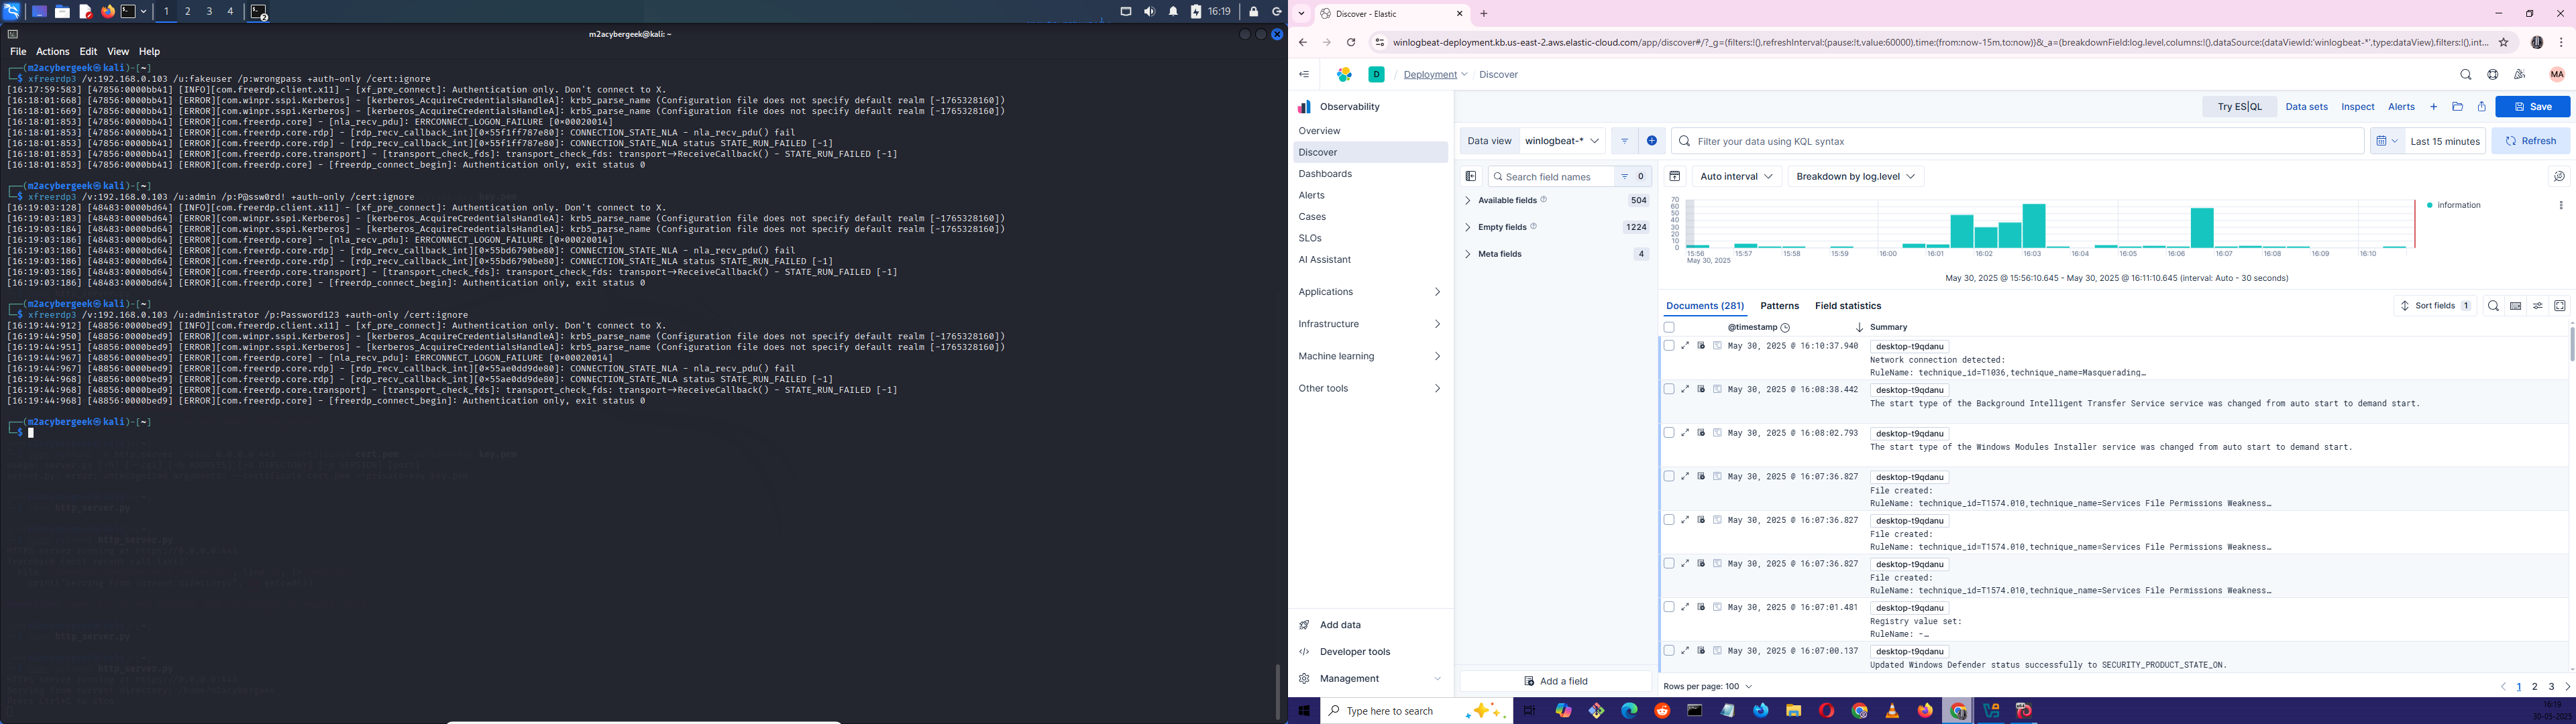 1 2 3 4 2 16:19
m2acybergeek@kali: ~
File Actions Edit View Help
┌──(m2acybergeek㉿kali)-[~]
└─$ xfreerdp3 /v:192.168.0.103 /u:fakeuser /p:wrongpass +auth-only /cert:ignore
[16:17:59:583] [47856:0000bb41] [INFO][com.freerdp.client.x11] - [xf_pre_connect]: Authentication only. Don't connect to X.
[16:18:01:668] [47856:0000bb41] [ERROR][com.winpr.sspi.Kerberos] - [kerberos_AcquireCredentialsHandleA]: krb5_parse_name (Configuration file does not specify default realm [-1765328160])
[16:18:01:669] [47856:0000bb41] [ERROR][com.winpr.sspi.Kerberos] - [kerberos_AcquireCredentialsHandleA]: krb5_parse_name (Configuration file does not specify default realm [-1765328160])
[16:18:01:853] [47856:0000bb41] [ERROR][com.freerdp.core] - [nla_recv_pdu]: ERRCONNECT_LOGON_FAILURE [0×00020014]
[16:18:01:853] [47856:0000bb41] [ERROR][com.freerdp.core.rdp] - [rdp_recv_callback_int][0×55f1ff787e80]: CONNECTION_STATE_NLA - nla_recv_pdu() fail
[16:18:01:853] [47856:0000bb41] [ERROR][com.freerdp.core.rdp] - [rdp_recv_callback_int][0×55f1ff787e80]: CONNECTION_STATE_NLA status STATE_RUN_FAILED [-1]
[16:18:01:853] [47856:0000bb41] [ERROR][com.freerdp.core.transport] - [transport_check_fds]: transport_check_fds: transport→ReceiveCallback() - STATE_RUN_FAILED [-1]
[16:18:01:853] [47856:0000bb41] [ERROR][com.freerdp.core] - [freerdp_connect_begin]: Authentication only, exit status 0
┌──(m2acybergeek㉿kali)-[~]
└─$ xfreerdp3 /v:192.168.0.103 /u:admin /p:P@ssw0rd! +auth-only /cert:ignore
[16:19:03:128] [48483:0000bd64] [INFO][com.freerdp.client.x11] - [xf_pre_connect]: Authentication only. Don't connect to X.
[16:19:03:183] [48483:0000bd64] [ERROR][com.winpr.sspi.Kerberos] - [kerberos_AcquireCredentialsHandleA]: krb5_parse_name (Configuration file does not specify default realm [-1765328160])
[16:19:03:184] [48483:0000bd64] [ERROR][com.winpr.sspi.Kerberos] - [kerberos_AcquireCredentialsHandleA]: krb5_parse_name (Configuration file does not specify default realm [-1765328160])
[16:19:03:186] [48483:0000bd64] [ERROR][com.freerdp.core] - [nla_recv_pdu]: ERRCONNECT_LOGON_FAILURE [0×00020014]
[16:19:03:186] [48483:0000bd64] [ERROR][com.freerdp.core.rdp] - [rdp_recv_callback_int][0×55bd6790be80]: CONNECTION_STATE_NLA - nla_recv_pdu() fail
[16:19:03:186] [48483:0000bd64] [ERROR][com.freerdp.core.rdp] - [rdp_recv_callback_int][0×55bd6790be80]: CONNECTION_STATE_NLA status STATE_RUN_FAILED [-1]
[16:19:03:186] [48483:0000bd64] [ERROR][com.freerdp.core.transport] - [transport_check_fds]: transport_check_fds: transport→ReceiveCallback() - STATE_RUN_FAILED [-1]
[16:19:03:186] [48483:0000bd64] [ERROR][com.freerdp.core] - [freerdp_connect_begin]: Authentication only, exit status 0
┌──(m2acybergeek㉿kali)-[~]
└─$ xfreerdp3 /v:192.168.0.103 /u:administrator /p:Password123 +auth-only /cert:ignore
[16:19:44:912] [48856:0000bed9] [INFO][com.freerdp.client.x11] - [xf_pre_connect]: Authentication only. Don't connect to X.
[16:19:44:950] [48856:0000bed9] [ERROR][com.winpr.sspi.Kerberos] - [kerberos_AcquireCredentialsHandleA]: krb5_parse_name (Configuration file does not specify default realm [-1765328160])
[16:19:44:951] [48856:0000bed9] [ERROR][com.winpr.sspi.Kerberos] - [kerberos_AcquireCredentialsHandleA]: krb5_parse_name (Configuration file does not specify default realm [-1765328160])
[16:19:44:967] [48856:0000bed9] [ERROR][com.freerdp.core] - [nla_recv_pdu]: ERRCONNECT_LOGON_FAILURE [0×00020014]
[16:19:44:967] [48856:0000bed9] [ERROR][com.freerdp.core.rdp] - [rdp_recv_callback_int][0×55ae0dd9de80]: CONNECTION_STATE_NLA - nla_recv_pdu() fail
[16:19:44:968] [48856:0000bed9] [ERROR][com.freerdp.core.rdp] - [rdp_recv_callback_int][0×55ae0dd9de80]: CONNECTION_STATE_NLA status STATE_RUN_FAILED [-1]
[16:19:44:968] [48856:0000bed9] [ERROR][com.freerdp.core.transport] - [transport_check_fds]: transport_check_fds: transport→ReceiveCallback() - STATE_RUN_FAILED [-1]
[16:19:44:968] [48856:0000bed9] [ERROR][com.freerdp.core] - [freerdp_connect_begin]: Authentication only, exit status 0
┌──(m2acybergeek㉿kali)-[~]
└─$
Discover - Elastic
winlogbeat-deployment.kb.us-east-2.aws.elastic-cloud.com/app/discover#/?_g=(filters:!(),refreshInterval:(pause:!t,value:60000),time:(from:now-15m,to:now))&_a=(breakdownField:log.level,columns:!(),dataSource:(dataViewId:'winlogbeat-*',type:dataView),filters:!(),int...
D / Deployment / Discover MA
Observability
Overview
Discover
Dashboards
Alerts
Cases
SLOs
AI Assistant
Applications
Infrastructure
Machine learning
Other tools
Add data
Developer tools
Management
Try ES|QL Data sets Inspect Alerts Save
Data view winlogbeat-* Filter your data using KQL syntax Last 15 minutes Refresh
Search field names 0
Available fields 504
Empty fields 1224
Meta fields 4
Add a field
Auto interval Breakdown by log.level
70
60
50
40
30
20
10
0
information
15:56 15:57 15:58 15:59 16:00 16:01 16:02 16:03 16:04 16:05 16:06 16:07 16:08 16:09 16:10
May 30, 2025
May 30, 2025 @ 15:56:10.645 - May 30, 2025 @ 16:11:10.645 (interval: Auto - 30 seconds)
Documents (281) Patterns Field statistics Sort fields 1
@timestamp Summary
May 30, 2025 @ 16:10:37.940 desktop-t9qdanu
Network connection detected:
RuleName: technique_id=T1036,technique_name=Masquerading…
May 30, 2025 @ 16:08:38.442 desktop-t9qdanu
The start type of the Background Intelligent Transfer Service service was changed from auto start to demand start.
May 30, 2025 @ 16:08:02.793 desktop-t9qdanu
The start type of the Windows Modules Installer service was changed from auto start to demand start.
May 30, 2025 @ 16:07:36.827 desktop-t9qdanu
File created:
RuleName: technique_id=T1574.010,technique_name=Services File Permissions Weakness…
May 30, 2025 @ 16:07:36.827 desktop-t9qdanu
File created:
RuleName: technique_id=T1574.010,technique_name=Services File Permissions Weakness…
May 30, 2025 @ 16:07:36.827 desktop-t9qdanu
File created:
RuleName: technique_id=T1574.010,technique_name=Services File Permissions Weakness…
May 30, 2025 @ 16:07:01.481 desktop-t9qdanu
Registry value set:
RuleName: -…
May 30, 2025 @ 16:07:00.137 desktop-t9qdanu
Updated Windows Defender status successfully to SECURITY_PRODUCT_STATE_ON.
Rows per page: 100 1 2 3
Type here to search
16:19
30-05-2025